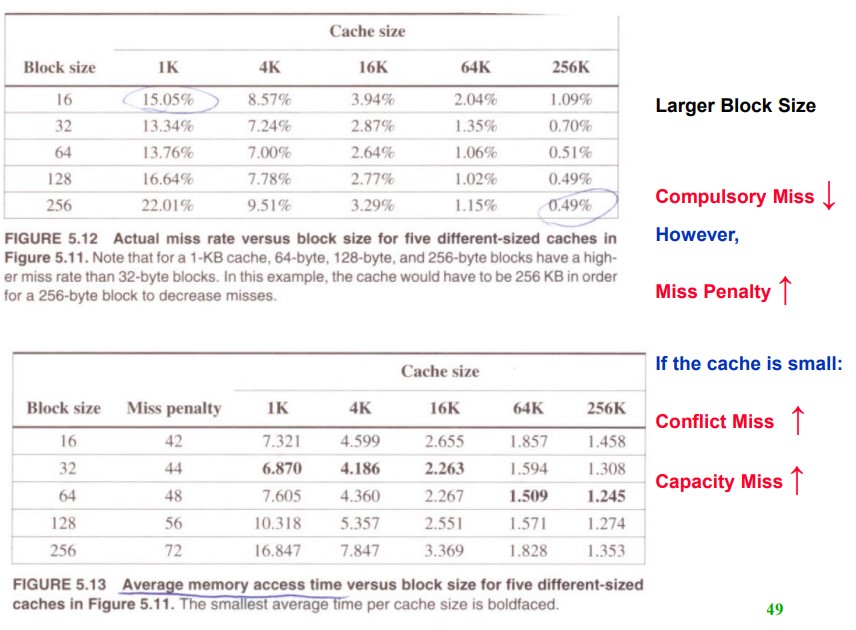 Cache size
Block size 1K 4K 16K 64K 256K
16 15.05% 8.57% 3.94% 2.04% 1.09%
32 13.34% 7.24% 2.87% 1.35% 0.70%
64 13.76% 7.00% 2.64% 1.06% 0.51%
128 16.64% 7.78% 2.77% 1.02% 0.49%
256 22.01% 9.51% 3.29% 1.15% 0.49%
FIGURE 5.12 Actual miss rate versus block size for five different-sized caches in
Figure 5.11. Note that for a 1-KB cache, 64-byte, 128-byte, and 256-byte blocks have a high-
er miss rate than 32-byte blocks. In this example, the cache would have to be 256 KB in order
for a 256-byte block to decrease misses.
Larger Block Size
Compulsory Miss ↓
However,
Miss Penalty ↑
Cache size
Block size Miss penalty 1K 4K 16K 64K 256K
16 42 7.321 4.599 2.655 1.857 1.458
32 44 6.870 4.186 2.263 1.594 1.308
64 48 7.605 4.360 2.267 1.509 1.245
128 56 10.318 5.357 2.551 1.571 1.274
256 72 16.847 7.847 3.369 1.828 1.353
FIGURE 5.13 Average memory access time versus block size for five different-sized
caches in Figure 5.11. The smallest average time per cache size is boldfaced.
If the cache is small:
Conflict Miss ↑
Capacity Miss ↑
49